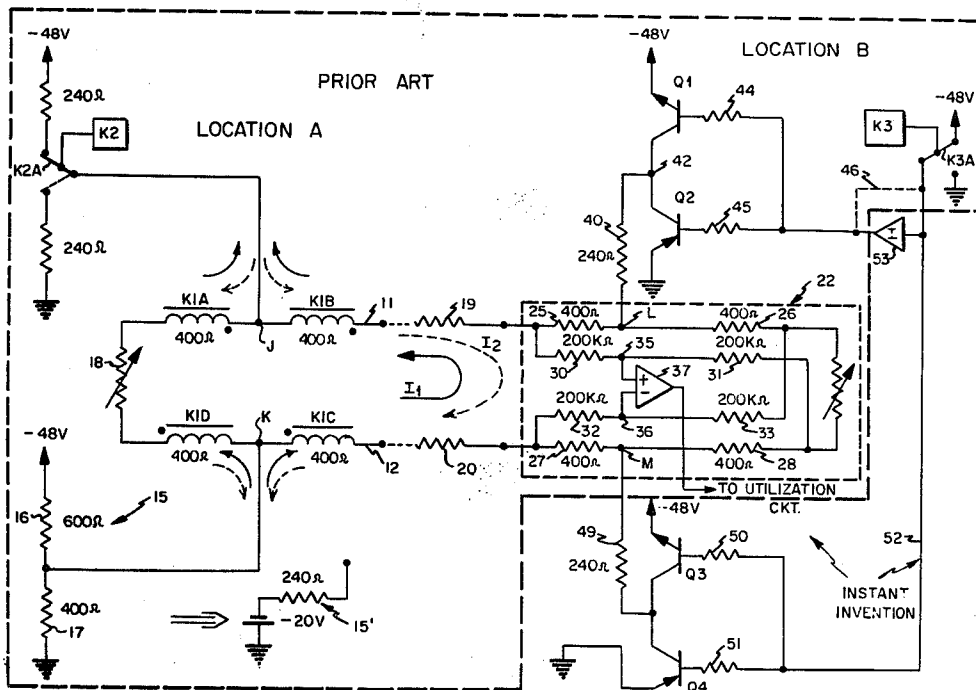 -48V
PRIOR ART
LOCATION B
-48V
LOCATION A
240Ω
K2
K2A
240Ω
Q1
44
42
Q2
45
40
240Ω
K3
-48V
K3A
46
53
22
K1A
400Ω
K1B
400Ω
J
11
19
25
400Ω
L
400Ω
26
200KΩ
30
35
200KΩ
31
37
18
I2
I1
200KΩ
32
36
200KΩ
33
K1D
400Ω
K
K1C
400Ω
12
20
27
400Ω
M
400Ω
28
TO UTILIZATION
CKT.
-48V
16
600Ω
15
400Ω
17
240Ω
-20V
15'
-48V
49
240Ω
Q3
50
52
INSTANT
INVENTION
51
Q4